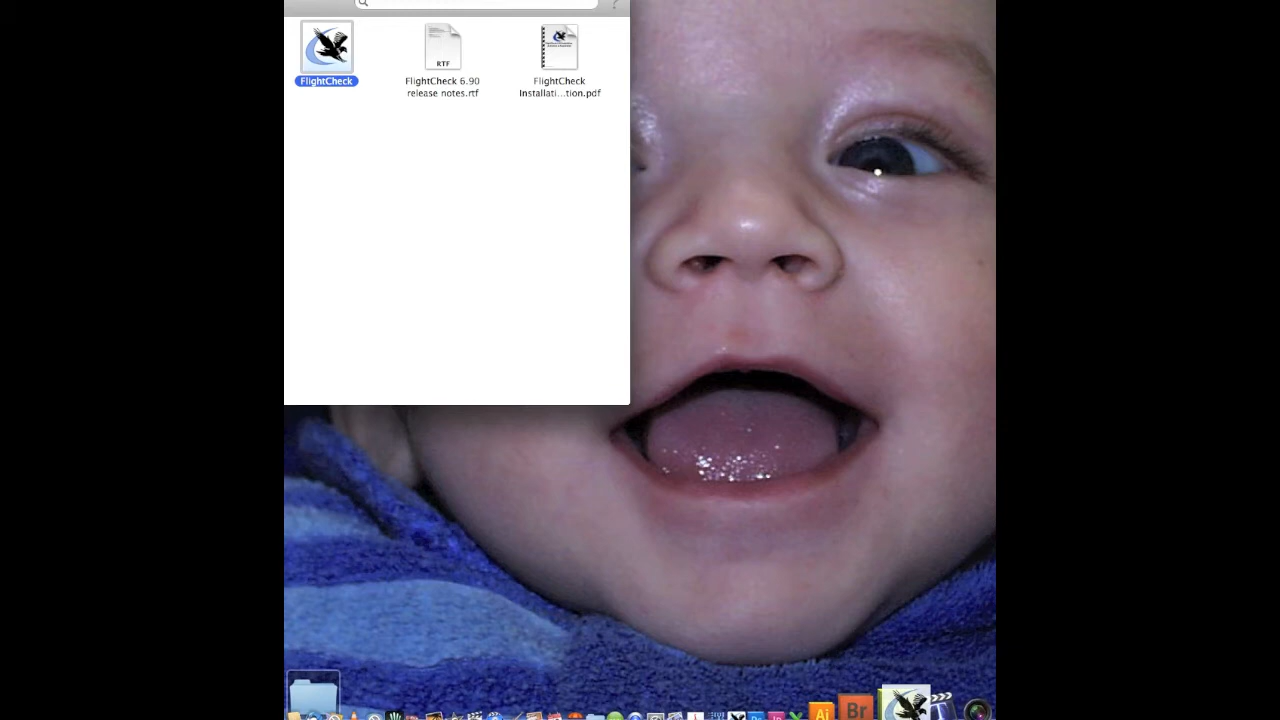 FlightCheck
RTF
FlightCheck 6.90
release notes.rtf
FlightCheck
Installati...tion.pdf
Ai
Br